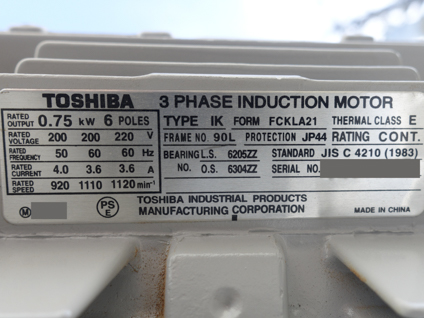 TOSHIBA 3 PHASE INDUCTION MOTOR
RATED OUTPUT 0.75 kW 6 POLES TYPE IK FORM FCKLA21 THERMAL CLASS E
RATED VOLTAGE 200 200 220 V FRAME NO. 90L PROTECTION JP44 RATING CONT.
RATED FREQUENCY 50 60 60 Hz BEARING L.S. 6205ZZ STANDARD JIS C 4210 (1983)
RATED CURRENT 4.0 3.6 3.6 A NO. O.S. 6304ZZ SERIAL NO.
RATED SPEED 920 1110 1120 min⁻¹
M PS E TOSHIBA INDUSTRIAL PRODUCTS
MANUFACTURING CORPORATION MADE IN CHINA